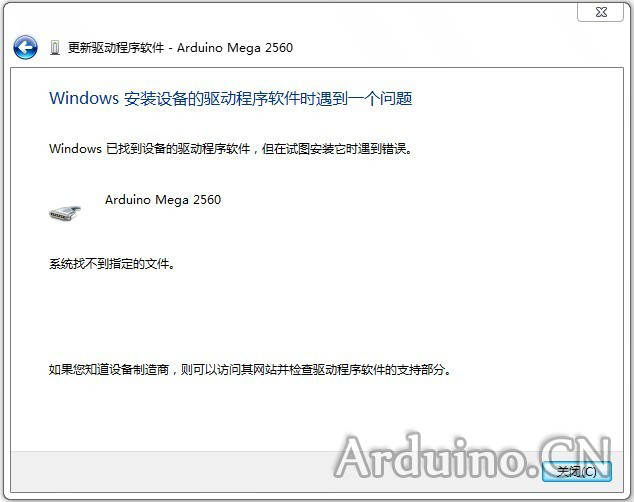 更新驱动程序软件 - Arduino Mega 2560
Windows 安装设备的驱动程序软件时遇到一个问题
Windows 已找到设备的驱动程序软件，但在试图安装它时遇到错误。
Arduino Mega 2560
系统找不到指定的文件。
如果您知道设备制造商，则可以访问其网站并检查驱动程序软件的支持部分。
Arduino.CN
关闭(C)